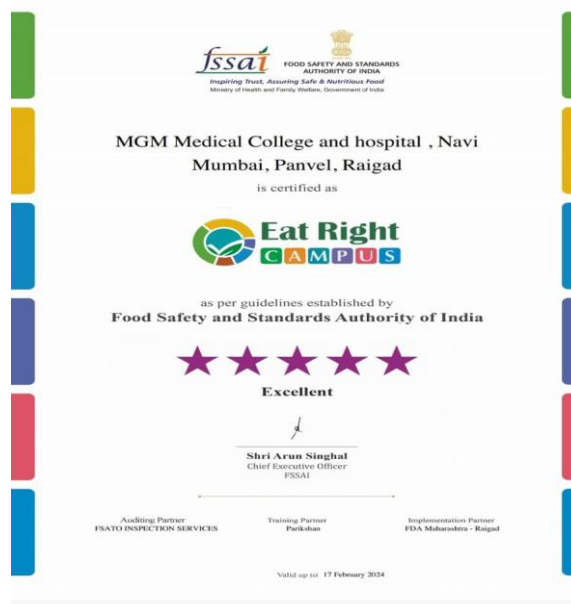 fssai
FOOD SAFETY AND STANDARDS
AUTHORITY OF INDIA
Inspiring Trust, Assuring Safe & Nutritious Food
Ministry of Health and Family Welfare, Government of India
MGM Medical College and hospital , Navi
Mumbai, Panvel, Raigad
is certified as
Eat Right
CAMPUS
as per guidelines established by
Food Safety and Standards Authority of India
Excellent
Shri Arun Singhal
Chief Executive Officer
FSSAI
Auditing Partner
FSATO INSPECTION SERVICES
Training Partner
Parikshan
Implementation Partner
FDA Maharashtra - Raigad
Valid up to: 17 February 2024